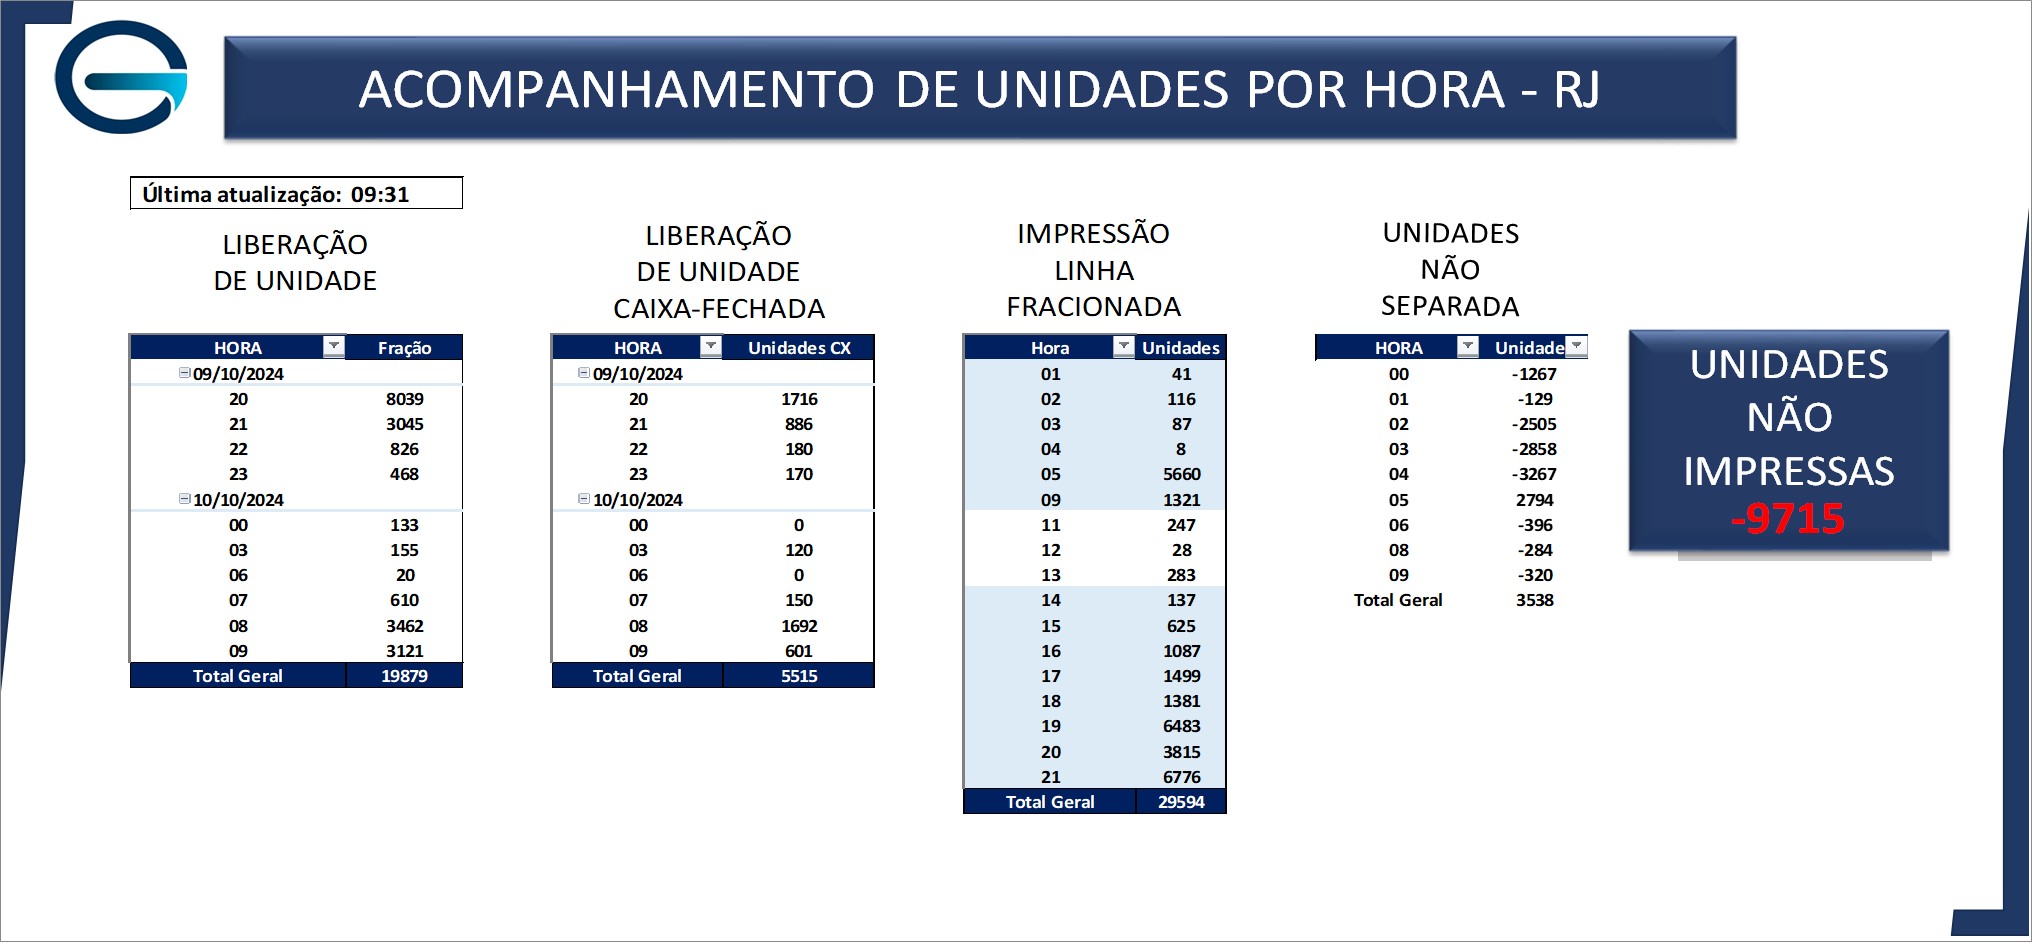 ACOMPANHAMENTO DE UNIDADES POR HORA - RJ
Última atualização: 09:31
LIBERAÇÃO
DE UNIDADE
HORA Fração
09/10/2024
20 8039
21 3045
22 826
23 468
10/10/2024
00 133
03 155
06 20
07 610
08 3462
09 3121
Total Geral 19879
LIBERAÇÃO
DE UNIDADE
CAIXA-FECHADA
HORA Unidades CX
09/10/2024
20 1716
21 886
22 180
23 170
10/10/2024
00 0
03 120
06 0
07 150
08 1692
09 601
Total Geral 5515
IMPRESSÃO
LINHA
FRACIONADA
Hora Unidades
01 41
02 116
03 87
04 8
05 5660
09 1321
11 247
12 28
13 283
14 137
15 625
16 1087
17 1499
18 1381
19 6483
20 3815
21 6776
Total Geral 29594
UNIDADES
NÃO
SEPARADA
HORA Unidade
00 -1267
01 -129
02 -2505
03 -2858
04 -3267
05 2794
06 -396
08 -284
09 -320
Total Geral 3538
UNIDADES
NÃO
IMPRESSAS
-9715